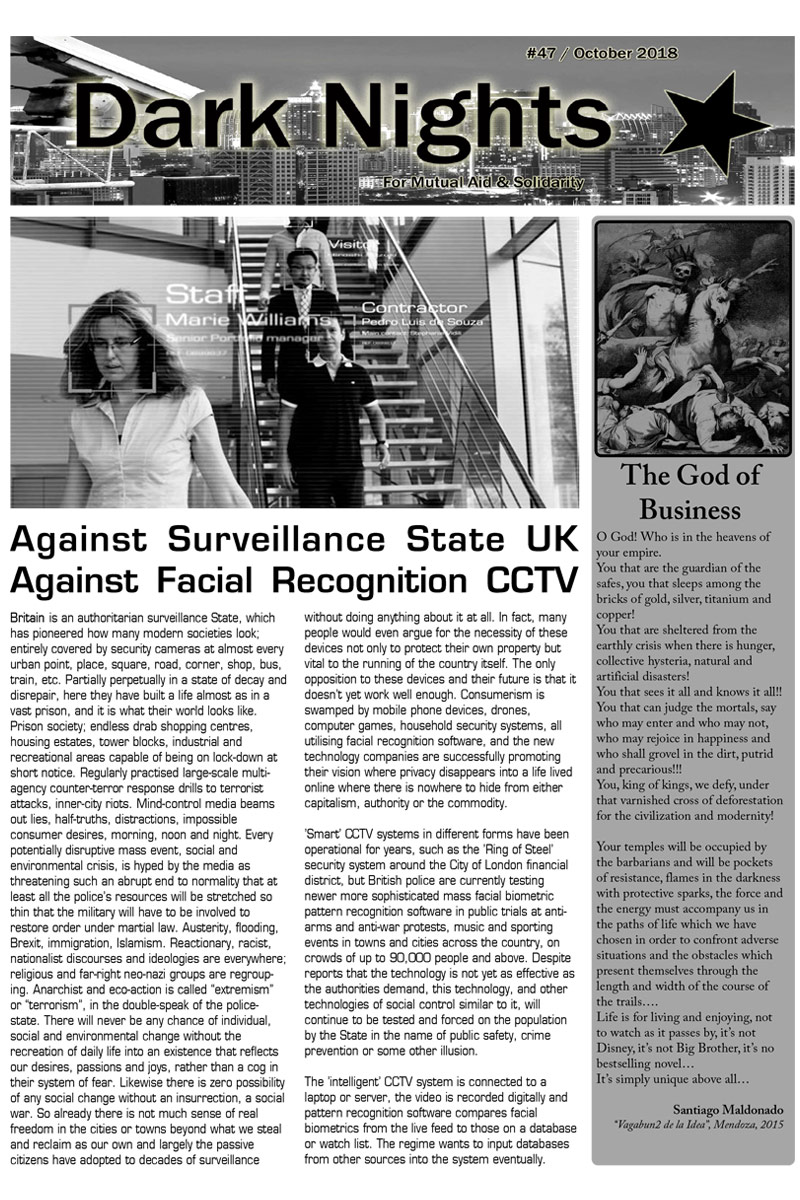 #47 / October 2018
Dark Nights
For Mutual Aid & Solidarity
Visitor
Staff
Marie Williams
Senior Portfolio manager
Contractor
Pedro Luis de Souza
Against Surveillance State UK
Against Facial Recognition CCTV
Britain is an authoritarian surveillance State, which
has pioneered how many modern societies look;
entirely covered by security cameras at almost every
urban point, place, square, road, corner, shop, bus,
train, etc. Partially perpetually in a state of decay and
disrepair, here they have built a life almost as in a
vast prison, and it is what their world looks like.
Prison society; endless drab shopping centres,
housing estates, tower blocks, industrial and
recreational areas capable of being on lock-down at
short notice. Regularly practised large-scale multi-
agency counter-terror response drills to terrorist
attacks, inner-city riots. Mind-control media beams
out lies, half-truths, distractions, impossible
consumer desires, morning, noon and night. Every
potentially disruptive mass event, social and
environmental crisis, is hyped by the media as
threatening such an abrupt end to normality that at
least all the police's resources will be stretched so
thin that the military will have to be involved to
restore order under martial law. Austerity, flooding,
Brexit, immigration, Islamism. Reactionary, racist,
nationalist discourses and ideologies are everywhere;
religious and far-right neo-nazi groups are regroup-
ing. Anarchist and eco-action is called "extremism"
or "terrorism", in the double-speak of the police-
state. There will never be any chance of individual,
social and environmental change without the
recreation of daily life into an existence that reflects
our desires, passions and joys, rather than a cog in
their system of fear. Likewise there is zero possibility
of any social change without an insurrection, a social
war. So already there is not much sense of real
freedom in the cities or towns beyond what we steal
and reclaim as our own and largely the passive
citizens have adopted to decades of surveillance
without doing anything about it at all. In fact, many
people would even argue for the necessity of these
devices not only to protect their own property but
vital to the running of the country itself. The only
opposition to these devices and their future is that it
doesn't yet work well enough. Consumerism is
swamped by mobile phone devices, drones,
computer games, household security systems, all
utilising facial recognition software, and the new
technology companies are successfully promoting
their vision where privacy disappears into a life lived
online where there is nowhere to hide from either
capitalism, authority or the commodity.
'Smart' CCTV systems in different forms have been
operational for years, such as the 'Ring of Steel'
security system around the City of London financial
district, but British police are currently testing
newer more sophisticated mass facial biometric
pattern recognition software in public trials at anti-
arms and anti-war protests, music and sporting
events in towns and cities across the country, on
crowds of up to 90,000 people and above. Despite
reports that the technology is not yet as effective as
the authorities demand, this technology, and other
technologies of social control similar to it, will
continue to be tested and forced on the population
by the State in the name of public safety, crime
prevention or some other illusion.
The 'intelligent' CCTV system is connected to a
laptop or server, the video is recorded digitally and
pattern recognition software compares facial
biometrics from the live feed to those on a database
or watch list. The regime wants to input databases
from other sources into the system eventually.
The God of
Business
O God! Who is in the heavens of
your empire.
You that are the guardian of the
safes, you that sleeps among the
bricks of gold, silver, titanium and
copper!
You that are sheltered from the
earthly crisis when there is hunger,
collective hysteria, natural and
artificial disasters!
You that sees it all and knows it all!!
You that can judge the mortals, say
who may enter and who may not,
who may rejoice in happiness and
who shall grovel in the dirt, putrid
and precarious!!!
You, king of kings, we defy, under
that varnished cross of deforestation
for the civilization and modernity!
Your temples will be occupied by
the barbarians and will be pockets
of resistance, flames in the darkness
with protective sparks, the force and
the energy must accompany us in
the paths of life which we have
chosen in order to confront adverse
situations and the obstacles which
present themselves through the
length and width of the course of
the trails….
Life is for living and enjoying, not
to watch as it passes by, it's not
Disney, it's not Big Brother, it's no
bestselling novel…
It's simply unique above all…
Santiago Maldonado
"Vagabun2 de la Idea", Mendoza, 2015